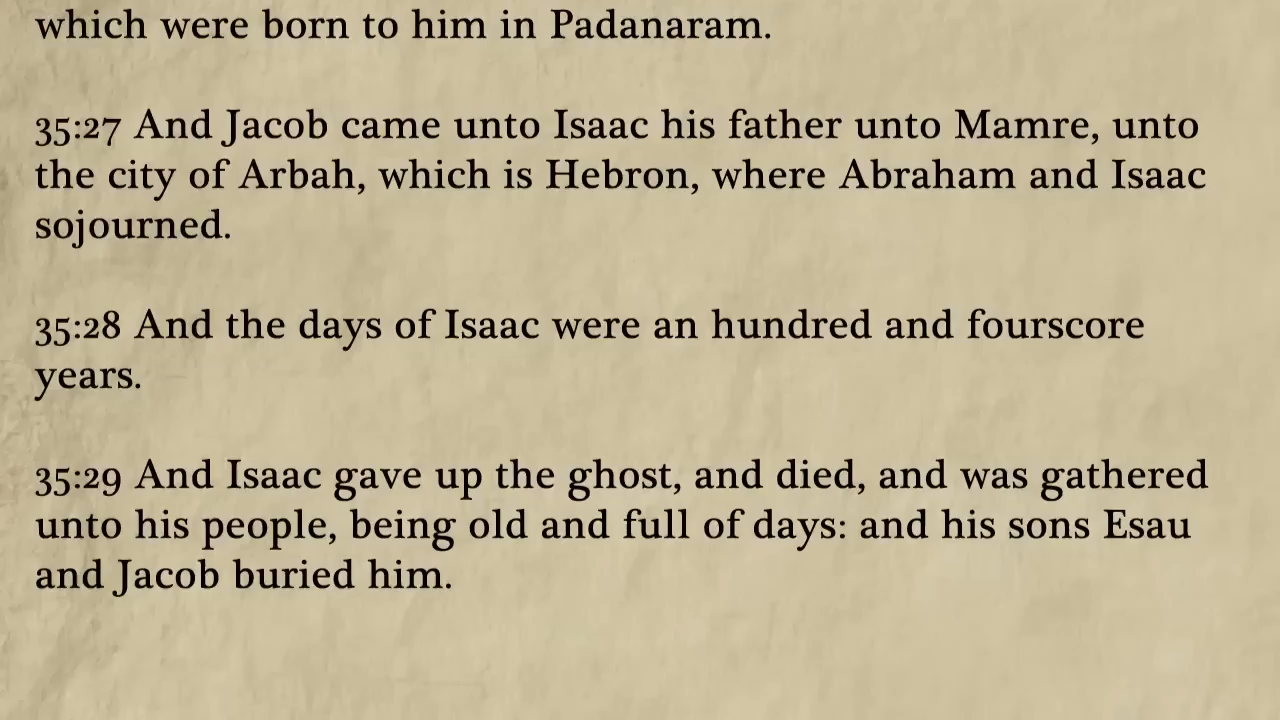 which were born to him in Padanaram.
35:27 And Jacob came unto Isaac his father unto Mamre, unto
the city of Arbah, which is Hebron, where Abraham and Isaac
sojourned.
35:28 And the days of Isaac were an hundred and fourscore
years.
35:29 And Isaac gave up the ghost, and died, and was gathered
unto his people, being old and full of days: and his sons Esau
and Jacob buried him.